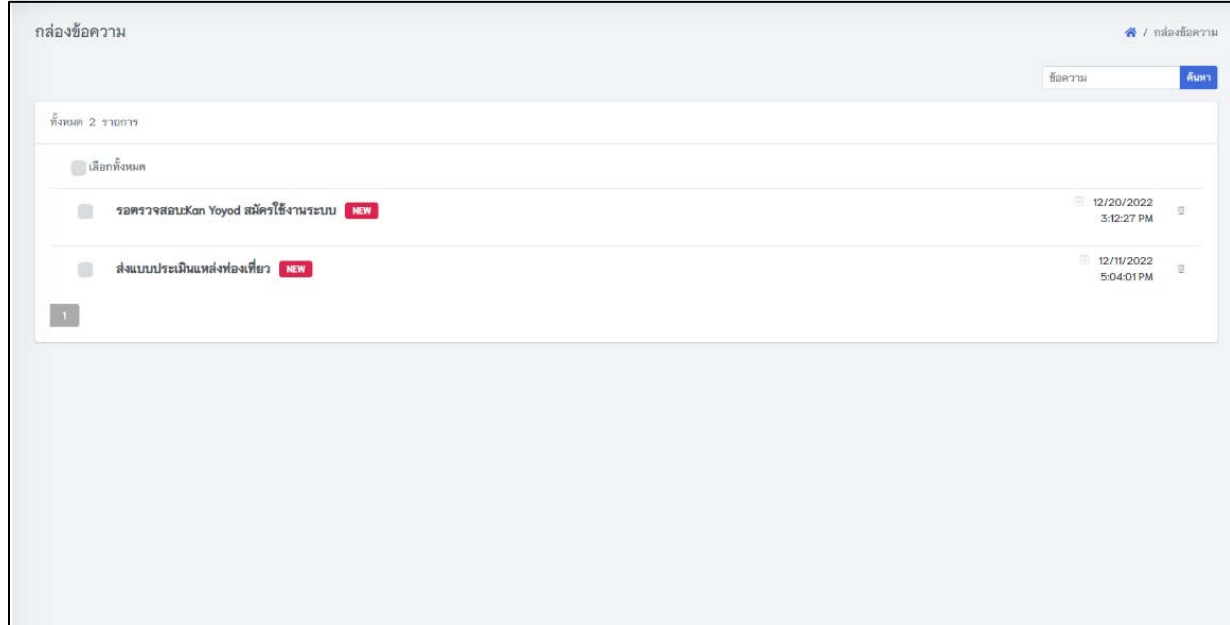 กล่องข้อความ
/ กล่องข้อความ
ข้อความ ค้นหา
ทั้งหมด 2 รายการ
เลือกทั้งหมด
รอตรวจสอบ:Kan Yoyod สมัครใช้งานระบบ NEW
12/20/2022
3:12:27 PM
ส่งแบบประเมินแหล่งท่องเที่ยว NEW
12/11/2022
5:04:01 PM
1